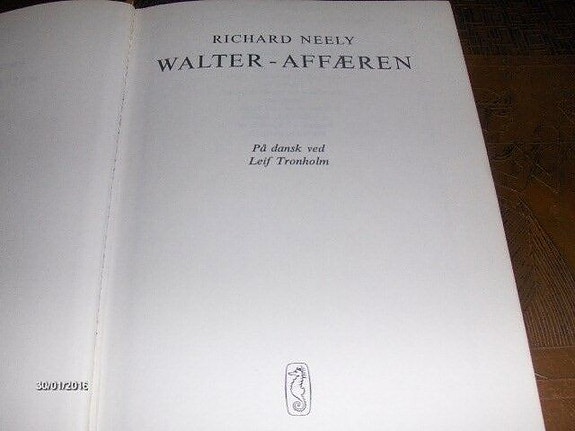 RICHARD NEELY
WALTER-AFFÆREN
På dansk ved
Leif Tronholm
30/01/2016